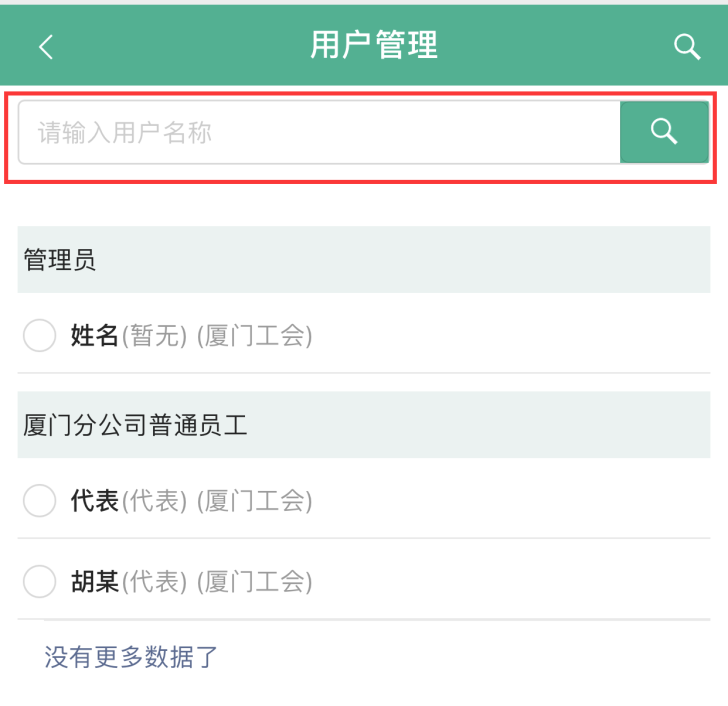 用户管理
请输入用户名称
管理员
姓名(暂无) (厦门工会)
厦门分公司普通员工
代表(代表) (厦门工会)
胡某(代表) (厦门工会)
没有更多数据了